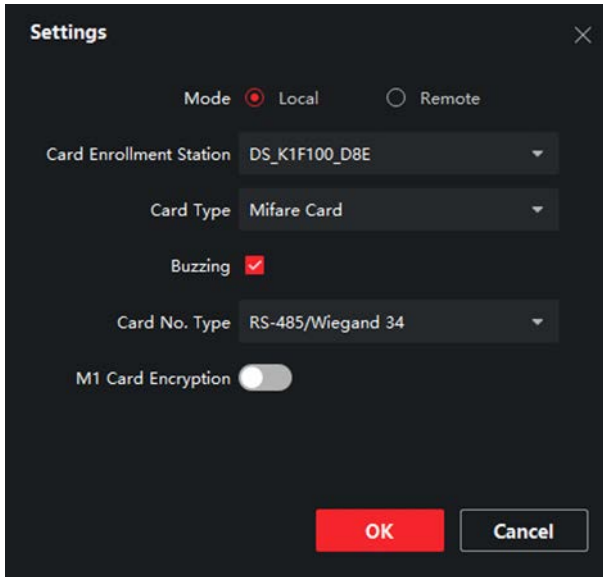 Settings
Mode Local Remote
Card Enrollment Station DS_K1F100_D8E
Card Type Mifare Card
Buzzing
Card No. Type RS-485/Wiegand 34
M1 Card Encryption
OK Cancel